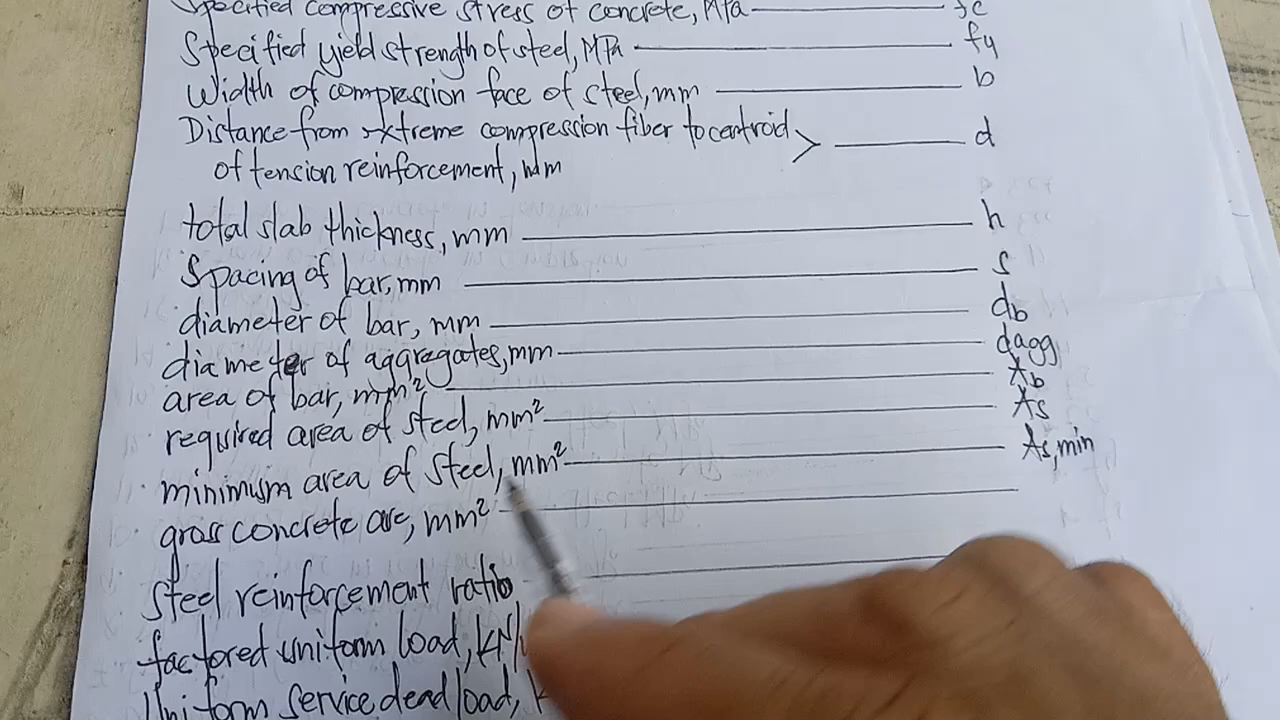 Specified compressive stress of concrete, MPa f'c
Specified yield strength of steel, MPa fy
Width of compression face of steel, mm b
Distance from extreme compression fiber to centroid d
of tension reinforcement, mm
total slab thickness, mm h
Spacing of bar, mm s
diameter of bar, mm db
diameter of aggregates, mm dagg
area of bar, mm² Ab
required area of steel, mm² As
minimum area of steel, mm² As,min
gross concrete are, mm²
Steel reinforcement ratio
factored uniform load, kN/
Uniform service dead load, k